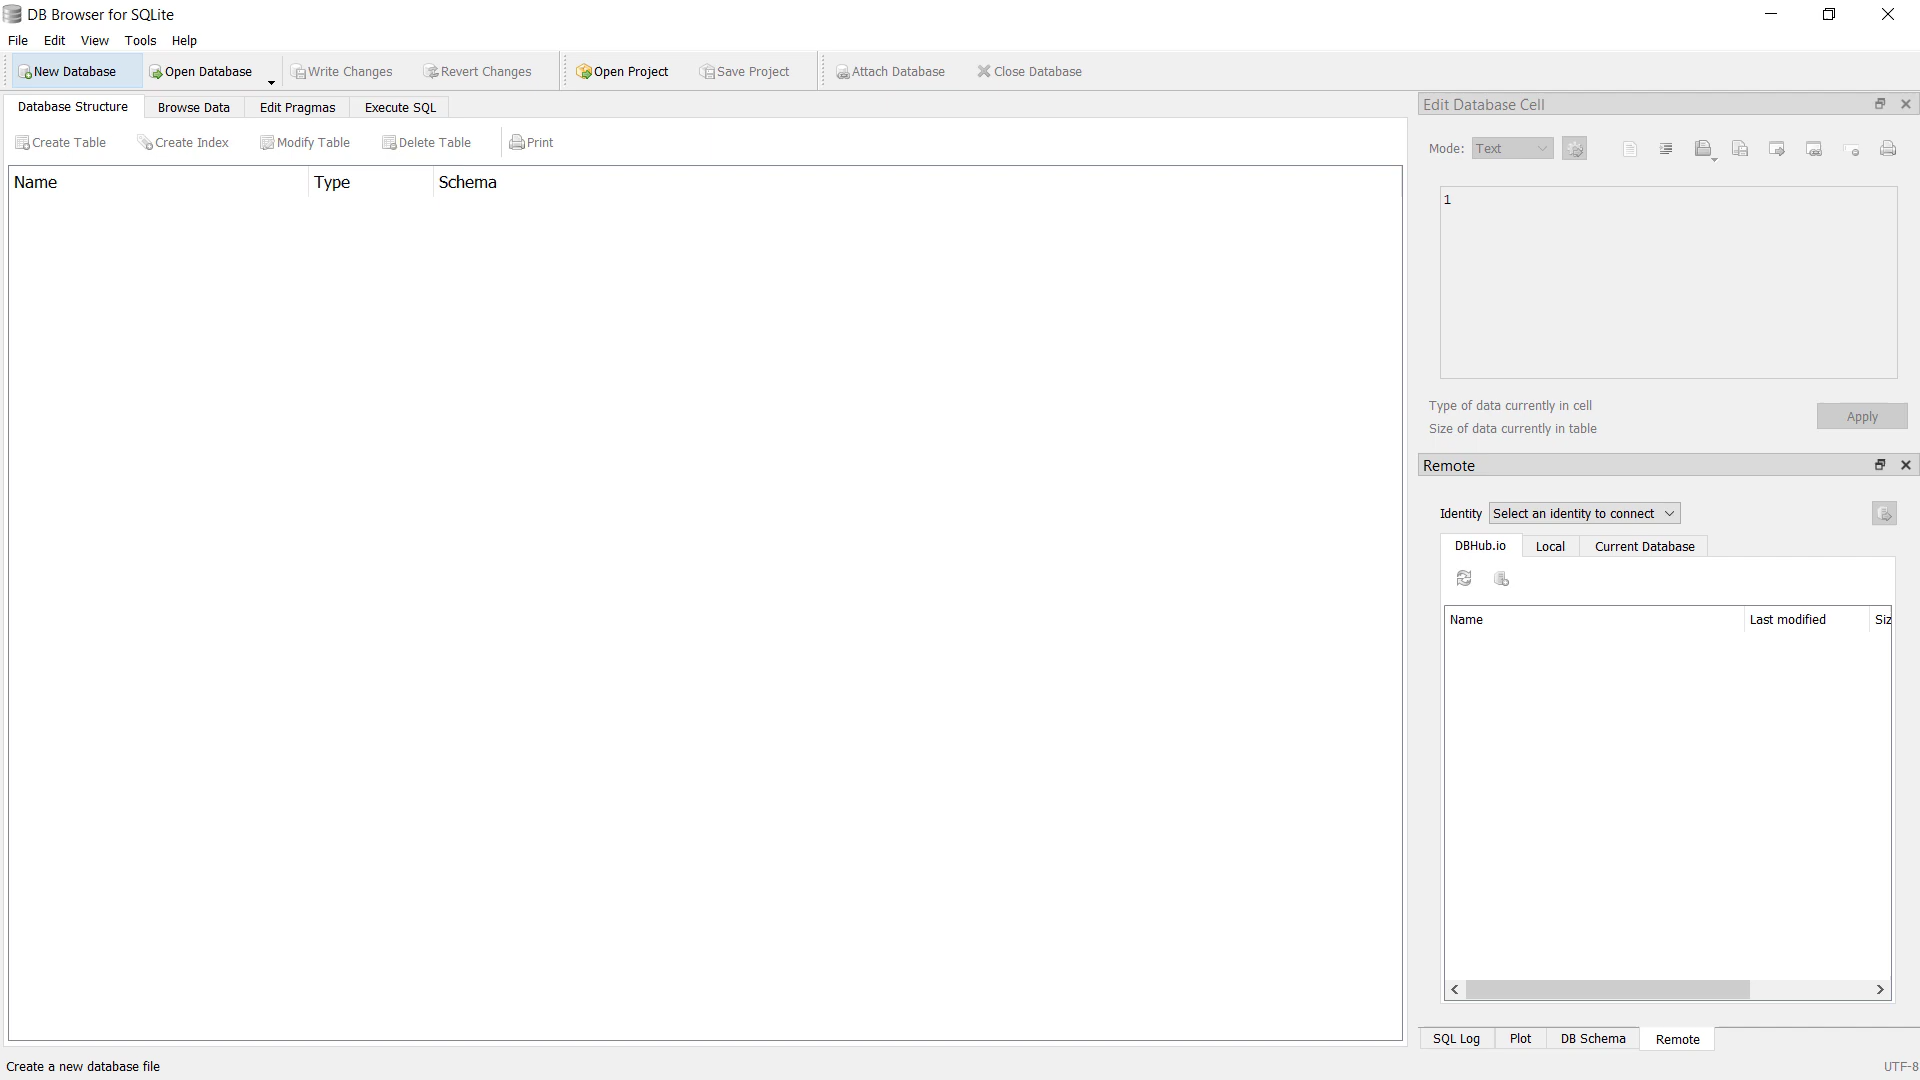 DB Browser for SQLite
File Edit View Tools Help
New Database Open Database Write Changes Revert Changes Open Project Save Project Attach Database Close Database
Database Structure Browse Data Edit Pragmas Execute SQL
Create Table Create Index Modify Table Delete Table Print
Name Type Schema
Edit Database Cell
Mode: Text
1
Type of data currently in cell
Size of data currently in table
Apply
Remote
Identity Select an identity to connect
DBHub.io Local Current Database
Name Last modified Siz
SQL Log Plot DB Schema Remote
Create a new database file
UTF-8